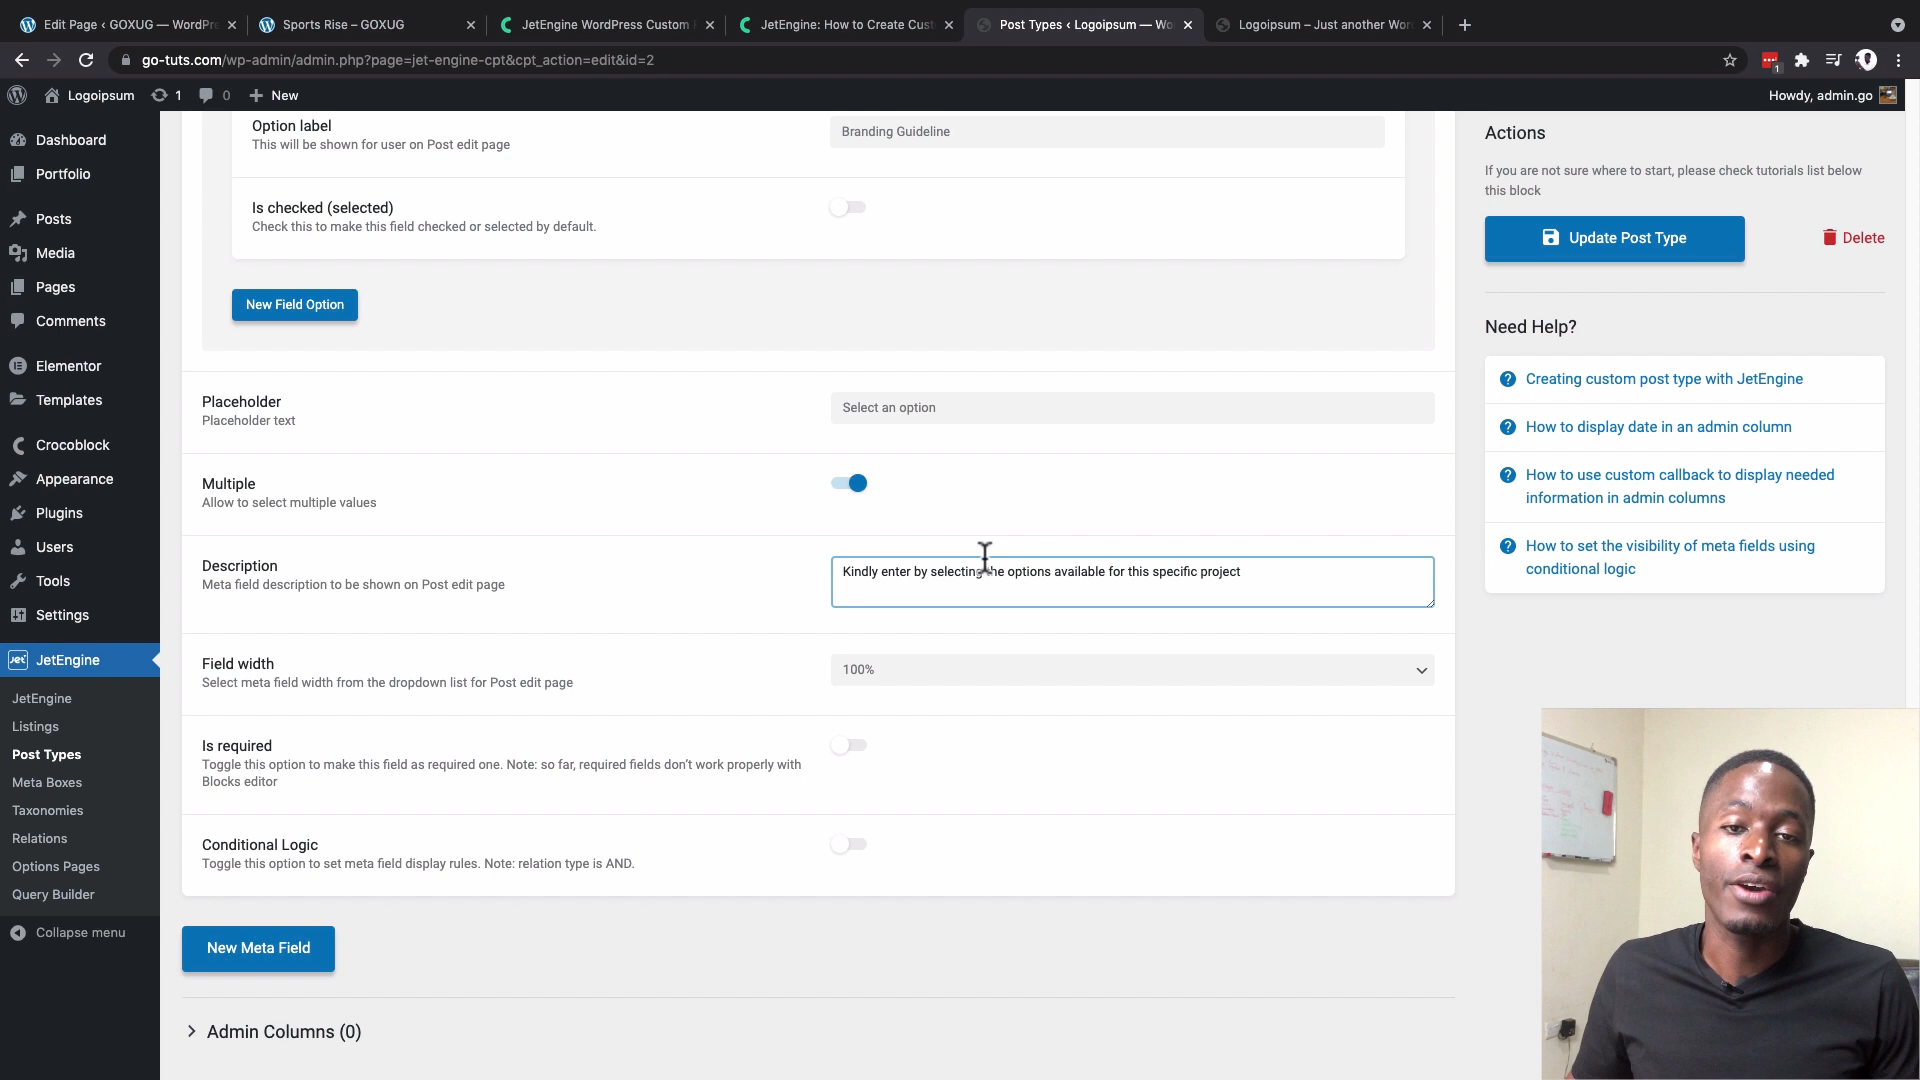 Edit Page ‹ GOXUG — WordPre
Sports Rise – GOXUG
JetEngine WordPress Custom
JetEngine: How to Create Cust
Post Types ‹ Logoipsum — Wo
Logoipsum – Just another Wor
go-tuts.com/wp-admin/admin.php?page=jet-engine-cpt&cpt_action=edit&id=2
1
Logoipsum
1
0
New
Howdy, admin.go
Dashboard
Portfolio
Posts
Media
Pages
Comments
Elementor
Templates
Crocoblock
Appearance
Plugins
Users
Tools
Settings
Jet
JetEngine
JetEngine
Listings
Post Types
Meta Boxes
Taxonomies
Relations
Options Pages
Query Builder
Collapse menu
Option label
This will be shown for user on Post edit page
Branding Guideline
Is checked (selected)
Check this to make this field checked or selected by default.
New Field Option
Placeholder
Placeholder text
Select an option
Multiple
Allow to select multiple values
Description
Meta field description to be shown on Post edit page
Kindly enter by selecting the options available for this specific project
Field width
Select meta field width from the dropdown list for Post edit page
100%
Is required
Toggle this option to make this field as required one. Note: so far, required fields don't work properly with
Blocks editor
Conditional Logic
Toggle this option to set meta field display rules. Note: relation type is AND.
New Meta Field
Admin Columns (0)
Actions
If you are not sure where to start, please check tutorials list below
this block
Update Post Type
Delete
Need Help?
Creating custom post type with JetEngine
How to display date in an admin column
How to use custom callback to display needed
information in admin columns
How to set the visibility of meta fields using
conditional logic